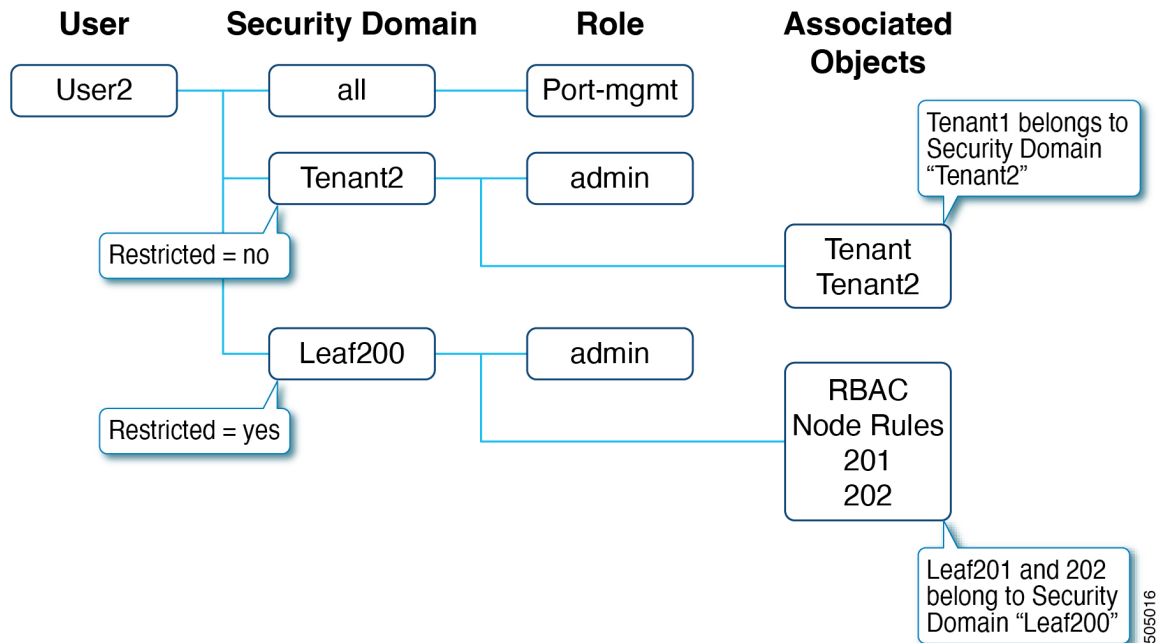 User
Security Domain
Role
Associated
Objects
User2
all
Port-mgmt
Tenant1 belongs to
Security Domain
“Tenant2”
Tenant2
admin
Restricted = no
Tenant
Tenant2
Leaf200
admin
Restricted = yes
RBAC
Node Rules
201
202
Leaf201 and 202
belong to Security
Domain “Leaf200”
505016